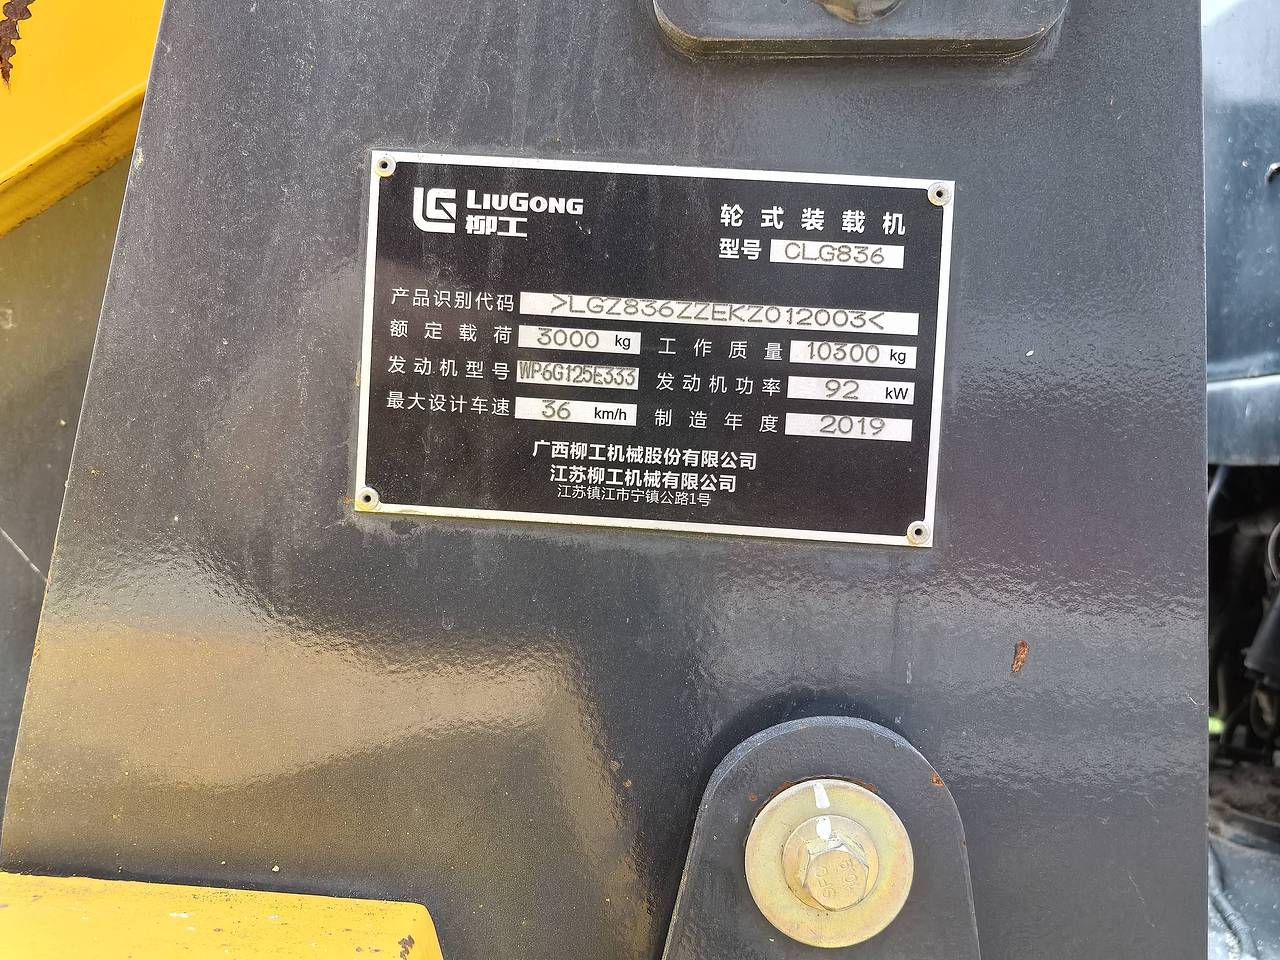 LIUGONG
柳工
轮式装载机
型号 CLG836
产品识别代码 >LGZ836ZZEKZ012003<
额定载荷 3000 kg 工作质量 10300 kg
发动机型号 WP6G125E333 发动机功率 92 kW
最大设计车速 36 km/h 制造年度 2019
广西柳工机械股份有限公司
江苏柳工机械有限公司
江苏镇江市宁镇公路1号
10.9